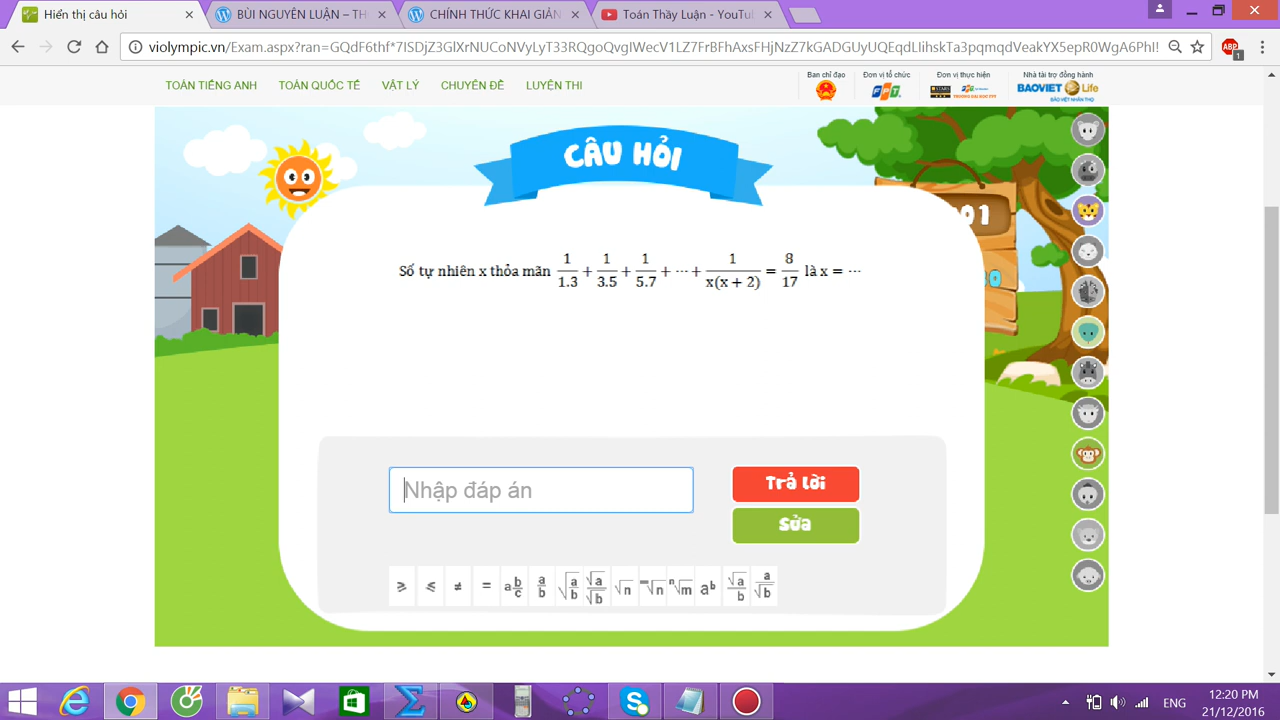 Hiển thị câu hỏi
BÙI NGUYÊN LUẬN – TH
CHÍNH THỨC KHAI GIẢN
Toán Thầy Luận - YouTu
violympic.vn/Exam.aspx?ran=
ABP
1
TOÁN TIẾNG ANH
TOÁN QUỐC TẾ
VẬT LÝ
CHUYÊN ĐỀ
LUYỆN THI
Ban chỉ đạo
Đơn vị tổ chức
FPT
Đơn vị thực hiện
Nhà tài trợ đồng hành
BAOVIET Life
CÂU HỎI
Số tự nhiên x thỏa mãn 1/1.3 + 1/3.5 + 1/5.7 + ··· + 1/x(x + 2) = 8/17 là x = ···
Nhập đáp án
Trả lời
Sửa
≥ ≤ ≠ = a b/c a/b √a/b √a/√b √n ᵐ√n ⁿ√m aᵇ √a/b a/√b
ENG
12:20 PM
21/12/2016